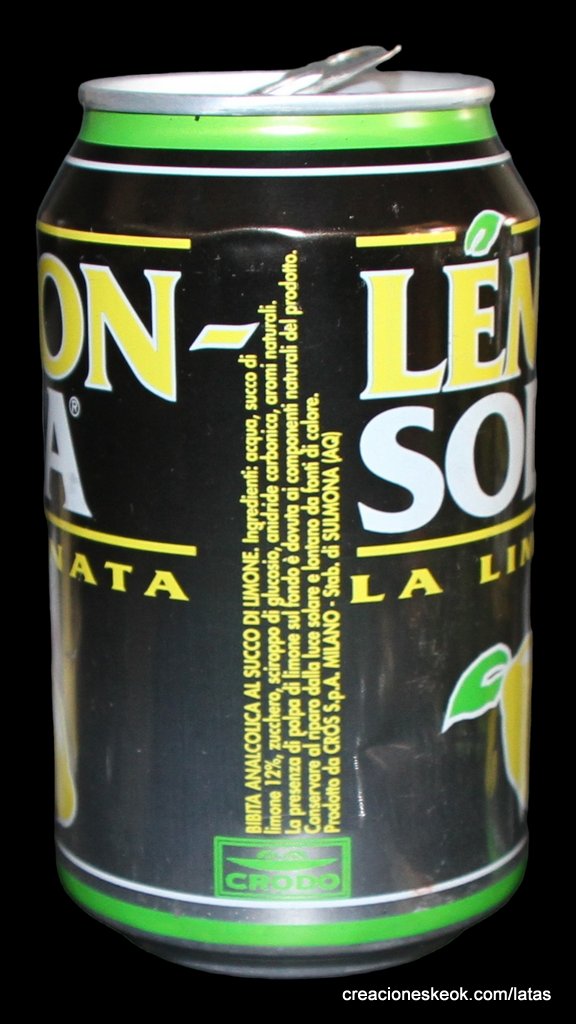 ON-
A®
NATA
BIBITA ANALCOLICA AL SUCCO DI LIMONE. Ingredienti: acqua, succo di
limone 12%, zucchero, sciroppo di glucosio, anidride carbonica, aromi naturali.
La presenza di polpa di limone sul fondo è dovuta ai componenti naturali del prodotto.
Conservare al riparo dalla luce solare e lontano da fonti di calore.
Prodotto da CRÓS S.p.A. MILANO - Stab. di SULMONA (AQ)
CRODO
LÉM
SO
LA LIM
creacioneskeok.com/latas